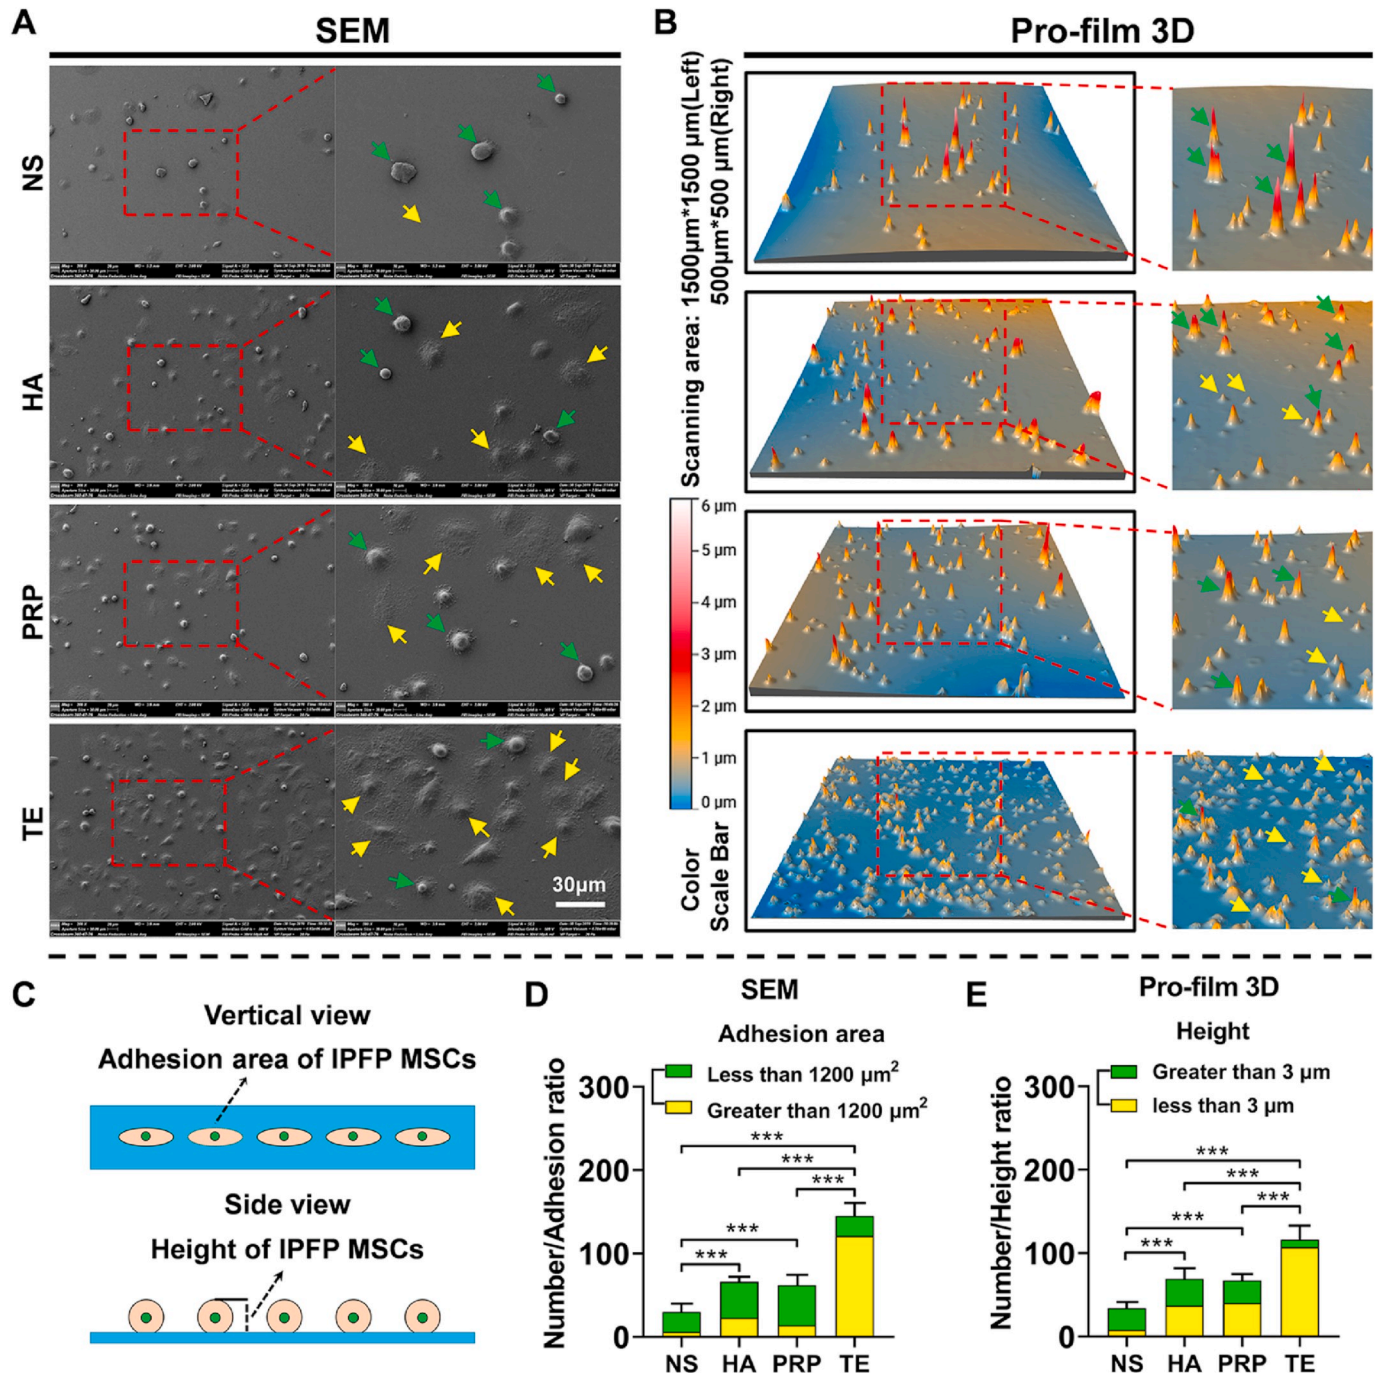 A
SEM
B
Pro-film 3D
NS
HA
PRP
TE
30μm
Scanning area: 1500μm*1500 μm(Left)
500μm*500 μm(Right)
6 μm
5 μm
4 μm
3 μm
2 μm
1 μm
0 μm
Color
Scale Bar
C
Vertical view
Adhesion area of IPFP MSCs
Side view
Height of IPFP MSCs
D
SEM
Adhesion area
Less than 1200 μm²
Greater than 1200 μm²
Number/Adhesion ratio
300
200
100
0
***
***
***
***
***
NS HA PRP TE
E
Pro-film 3D
Height
Greater than 3 μm
less than 3 μm
Number/Height ratio
300
200
100
0
***
***
***
***
***
NS HA PRP TE